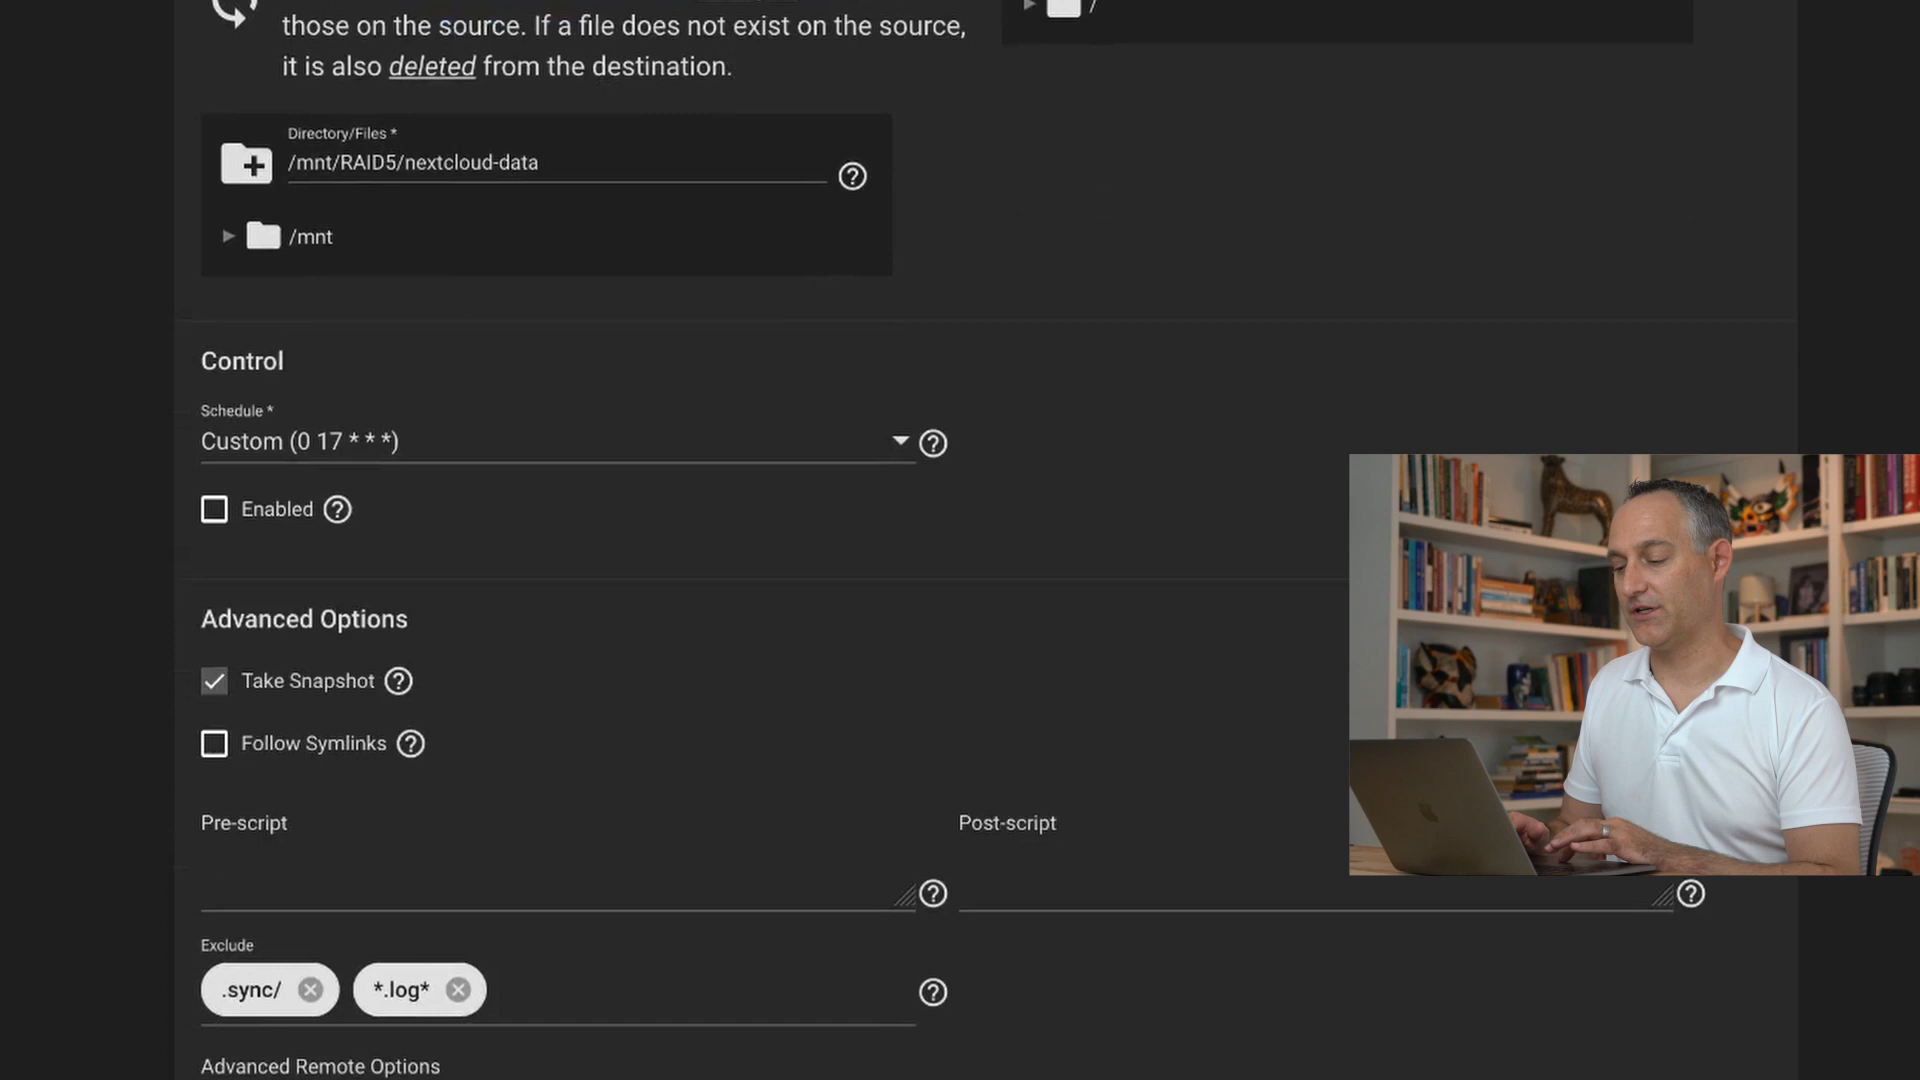 those on the source. If a file does not exist on the source,
it is also deleted from the destination.
/
Directory/Files *
/mnt/RAID5/nextcloud-data
/mnt
Control
Schedule *
Custom (0 17 * * *)
Enabled
Advanced Options
Take Snapshot
Follow Symlinks
Pre-script
Post-script
Exclude
.sync/
*.log*
Advanced Remote Options